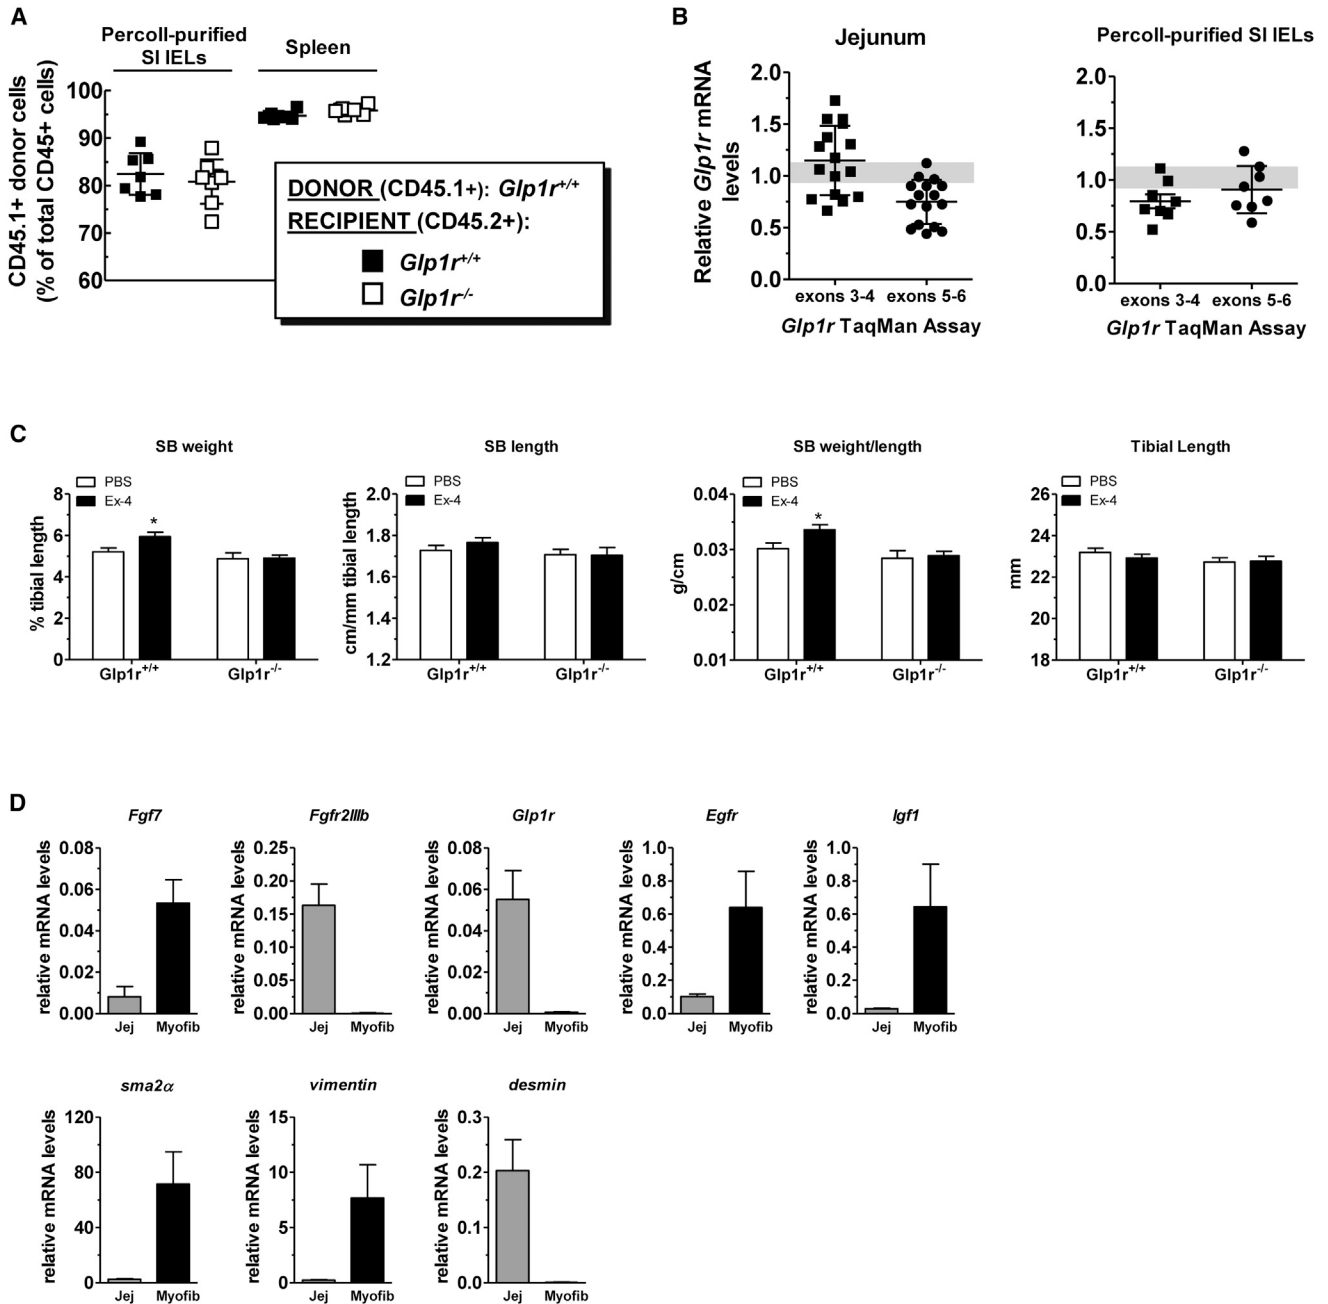 A
Percoll-purified
SI IELs
Spleen
CD45.1+ donor cells
(% of total CD45+ cells)
100
90
80
70
60
DONOR (CD45.1+): Glp1r+/+
RECIPIENT (CD45.2+):
Glp1r+/+
Glp1r-/-
B
Jejunum
Relative Glp1r mRNA
levels
2.0
1.5
1.0
0.5
0.0
exons 3-4 exons 5-6
Glp1r TaqMan Assay
Percoll-purified SI IELs
2.0
1.5
1.0
0.5
0.0
exons 3-4 exons 5-6
Glp1r TaqMan Assay
C
SB weight
PBS
Ex-4
% tibial length
8
6
4
2
0
*
Glp1r+/+ Glp1r-/-
SB length
PBS
Ex-4
cm/mm tibial length
2.0
1.8
1.6
1.4
1.2
Glp1r+/+ Glp1r-/-
SB weight/length
PBS
Ex-4
g/cm
0.04
0.03
0.02
0.01
*
Glp1r+/+ Glp1r-/-
Tibial Length
PBS
Ex-4
mm
26
24
22
20
18
Glp1r+/+ Glp1r-/-
D
Fgf7
relative mRNA levels
0.08
0.06
0.04
0.02
0.00
Jej Myofib
Fgfr2IIIb
relative mRNA levels
0.25
0.20
0.15
0.10
0.05
0.00
Jej Myofib
Glp1r
relative mRNA levels
0.08
0.06
0.04
0.02
0.00
Jej Myofib
Egfr
relative mRNA levels
1.0
0.8
0.6
0.4
0.2
0.0
Jej Myofib
Igf1
relative mRNA levels
1.0
0.8
0.6
0.4
0.2
0.0
Jej Myofib
sma2α
relative mRNA levels
120
80
40
0
Jej Myofib
vimentin
relative mRNA levels
15
10
5
0
Jej Myofib
desmin
relative mRNA levels
0.3
0.2
0.1
0.0
Jej Myofib